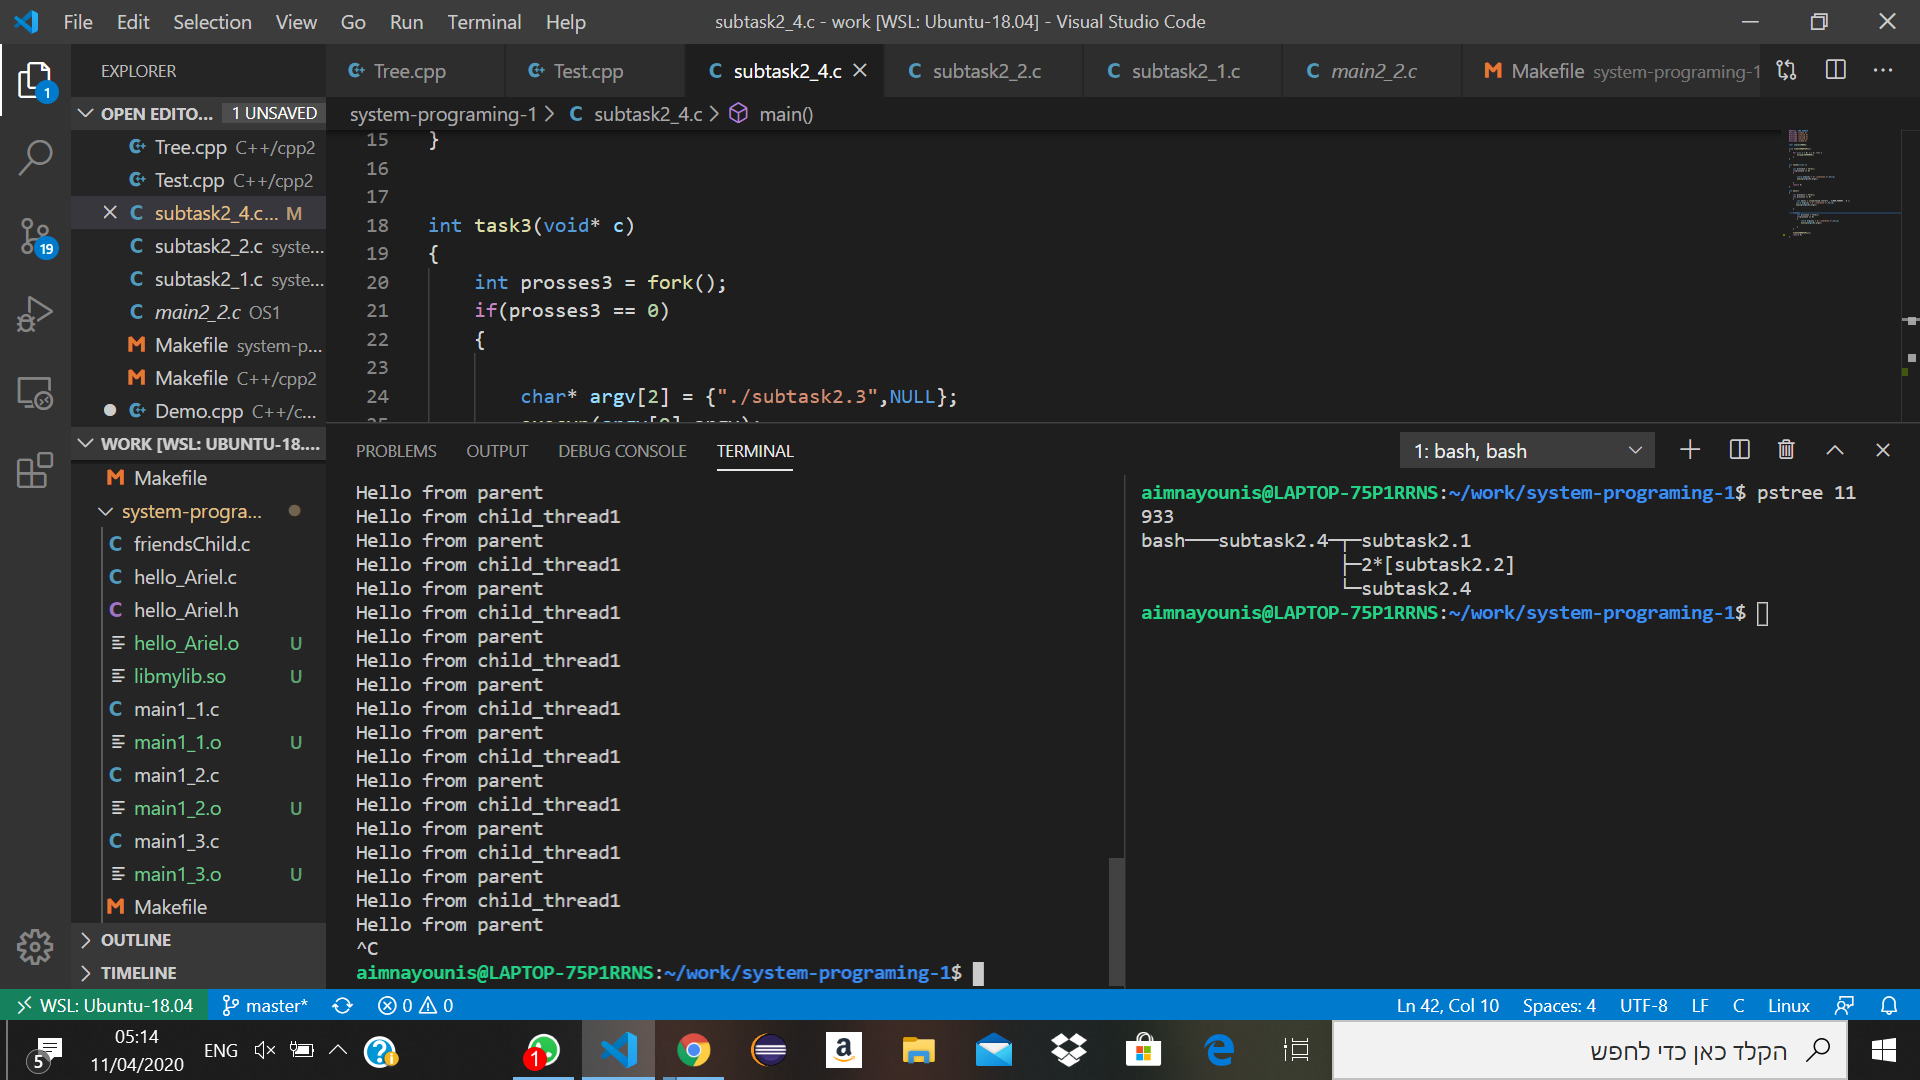 File Edit Selection View Go Run Terminal Help
subtask2_4.c - work [WSL: Ubuntu-18.04] - Visual Studio Code
EXPLORER
Tree.cpp
Test.cpp
subtask2_4.c
subtask2_2.c
subtask2_1.c
main2_2.c
Makefile system-programing-1
1
OPEN EDITO... 1 UNSAVED
Tree.cpp C++/cpp2
Test.cpp C++/cpp2
subtask2_4.c... M
subtask2_2.c syste...
subtask2_1.c syste...
main2_2.c OS1
Makefile system-p...
Makefile C++/cpp2
Demo.cpp C++/c...
19
WORK [WSL: UBUNTU-18....
Makefile
system-progra...
friendsChild.c
hello_Ariel.c
hello_Ariel.h
hello_Ariel.o U
libmylib.so U
main1_1.c
main1_1.o U
main1_2.c
main1_2.o U
main1_3.c
main1_3.o U
Makefile
OUTLINE
TIMELINE
system-programing-1 > C subtask2_4.c > main()
15 }
16
17
18 int task3(void* c)
19 {
20 int prosses3 = fork();
21 if(prosses3 == 0)
22 {
23
24 char* argv[2] = {"./subtask2.3",NULL};
PROBLEMS OUTPUT DEBUG CONSOLE TERMINAL
1: bash, bash
Hello from parent
Hello from child_thread1
Hello from parent
Hello from child_thread1
Hello from parent
Hello from child_thread1
Hello from parent
Hello from child_thread1
Hello from parent
Hello from child_thread1
Hello from parent
Hello from child_thread1
Hello from parent
Hello from child_thread1
Hello from parent
Hello from child_thread1
Hello from parent
Hello from child_thread1
Hello from parent
^C
aimnayounis@LAPTOP-75P1RRNS:~/work/system-programing-1$
aimnayounis@LAPTOP-75P1RRNS:~/work/system-programing-1$ pstree 11
933
bash───subtask2.4─┬─subtask2.1
├─2*[subtask2.2]
└─subtask2.4
aimnayounis@LAPTOP-75P1RRNS:~/work/system-programing-1$
WSL: Ubuntu-18.04 master* 0 0
Ln 42, Col 10 Spaces: 4 UTF-8 LF C Linux
5
05:14
11/04/2020
ENG
1
a
הקלד כאן כדי לחפש